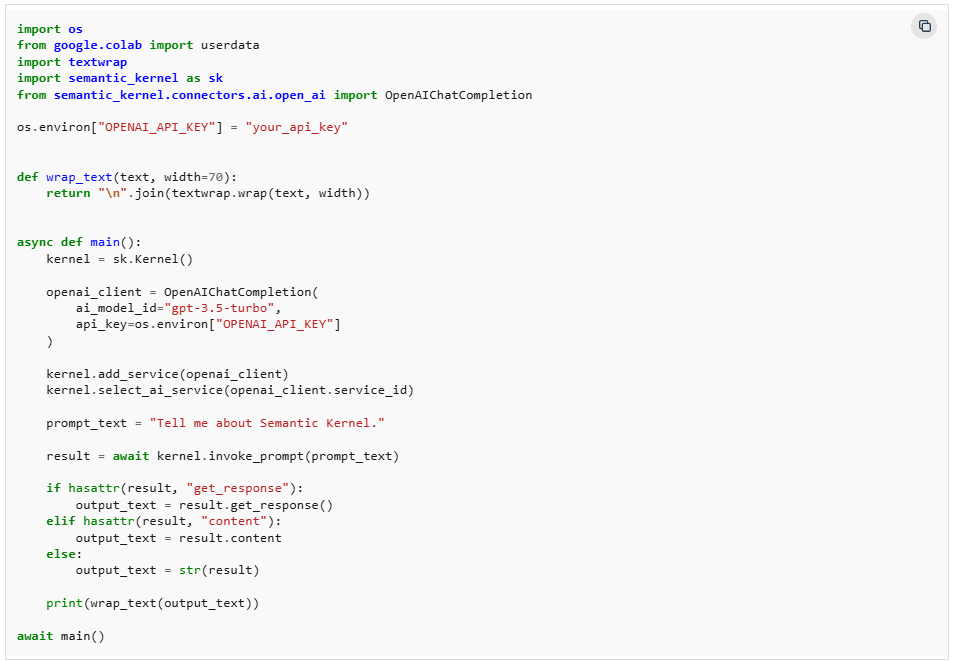 import os
from google.colab import userdata
import textwrap
import semantic_kernel as sk
from semantic_kernel.connectors.ai.open_ai import OpenAIChatCompletion

os.environ["OPENAI_API_KEY"] = "your_api_key"


def wrap_text(text, width=70):
    return "\n".join(textwrap.wrap(text, width))


async def main():
    kernel = sk.Kernel()

    openai_client = OpenAIChatCompletion(
        ai_model_id="gpt-3.5-turbo",
        api_key=os.environ["OPENAI_API_KEY"]
    )

    kernel.add_service(openai_client)
    kernel.select_ai_service(openai_client.service_id)

    prompt_text = "Tell me about Semantic Kernel."

    result = await kernel.invoke_prompt(prompt_text)

    if hasattr(result, "get_response"):
        output_text = result.get_response()
    elif hasattr(result, "content"):
        output_text = result.content
    else:
        output_text = str(result)

    print(wrap_text(output_text))

await main()